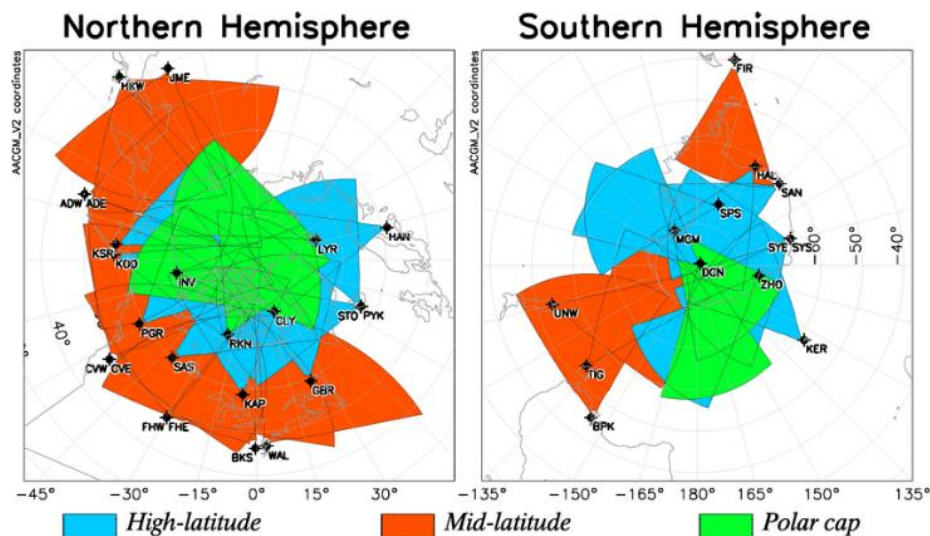 Northern Hemisphere
Southern Hemisphere
AACGM_V2 coordinates
HKW
JME
ADW ADE
KSR
KOD
INV
LYR
HAN
STO PYK
CLY
RKN
PGR
SAS
CVW CVE
KAP
GBR
FHW FHE
BKS
WAL
40°
-45°
-30°
-15°
0°
15°
30°
AACGM_V2 coordinates
FIR
HAL
SAN
SPS
MCM
SYE SYS
-60°
-50°
-40°
DCN
ZHO
UNW
KER
TIG
BPK
-135°
-150°
-165°
180°
165°
150°
135°
High-latitude
Mid-latitude
Polar cap